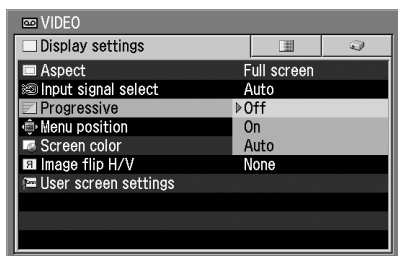 VIDEO
Display settings
Aspect Full screen
Input signal select Auto
Progressive Off
Menu position On
Screen color Auto
Image flip H/V None
User screen settings